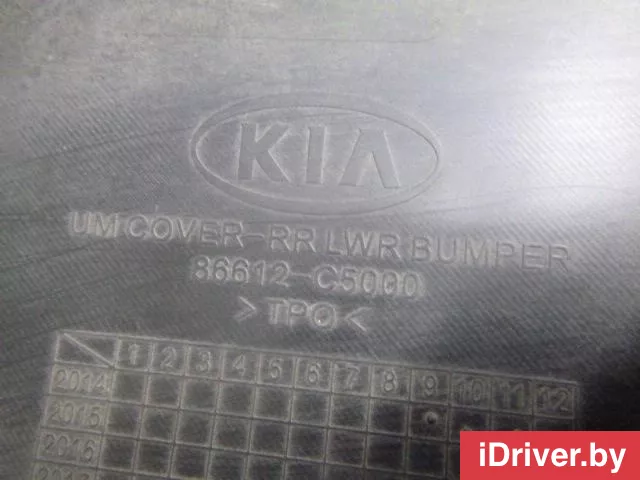 KIA
UM COVER-RR LWR BUMPER
86612-C5000
>TPO<
1 2 3 4 5 6 7 8 9 10 11 12
2014
2015
2016
iDriver.by